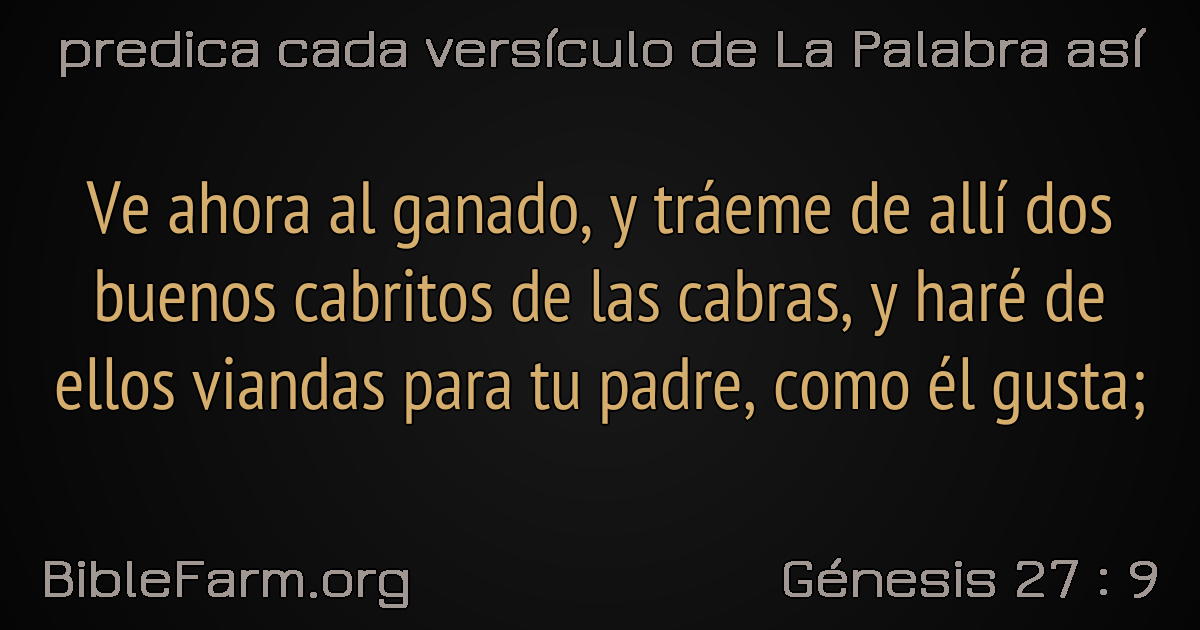 predica cada versículo de La Palabra así
Ve ahora al ganado, y tráeme de allí dos
buenos cabritos de las cabras, y haré de
ellos viandas para tu padre, como él gusta;
BibleFarm.org
Génesis 27 : 9